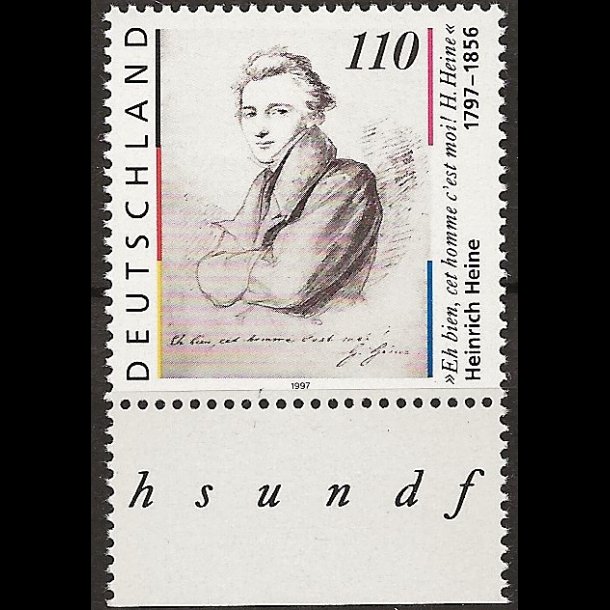 DEUTSCHLAND
110
»Eh bien, cet homme c'est moi! H. Heine«
Heinrich Heine 1797–1856
Eh bien, cet homme c'est moi!
H. Heine
1997
h s u n d f